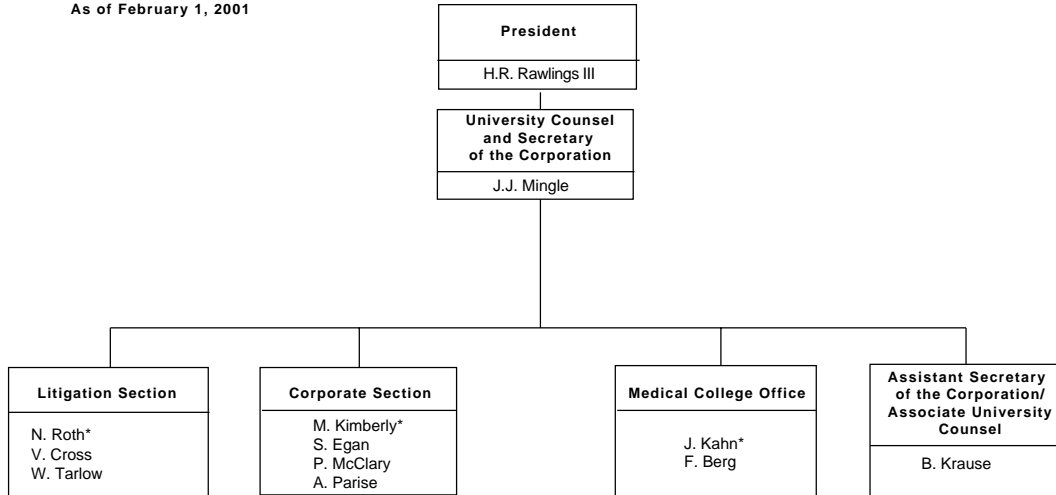 As of February 1, 2001
President
H.R. Rawlings III
University Counsel
and Secretary
of the Corporation
J.J. Mingle
Litigation Section
N. Roth*
V. Cross
W. Tarlow
Corporate Section
M. Kimberly*
S. Egan
P. McClary
A. Parise
Medical College Office
J. Kahn*
F. Berg
Assistant Secretary
of the Corporation/
Associate University
Counsel
B. Krause